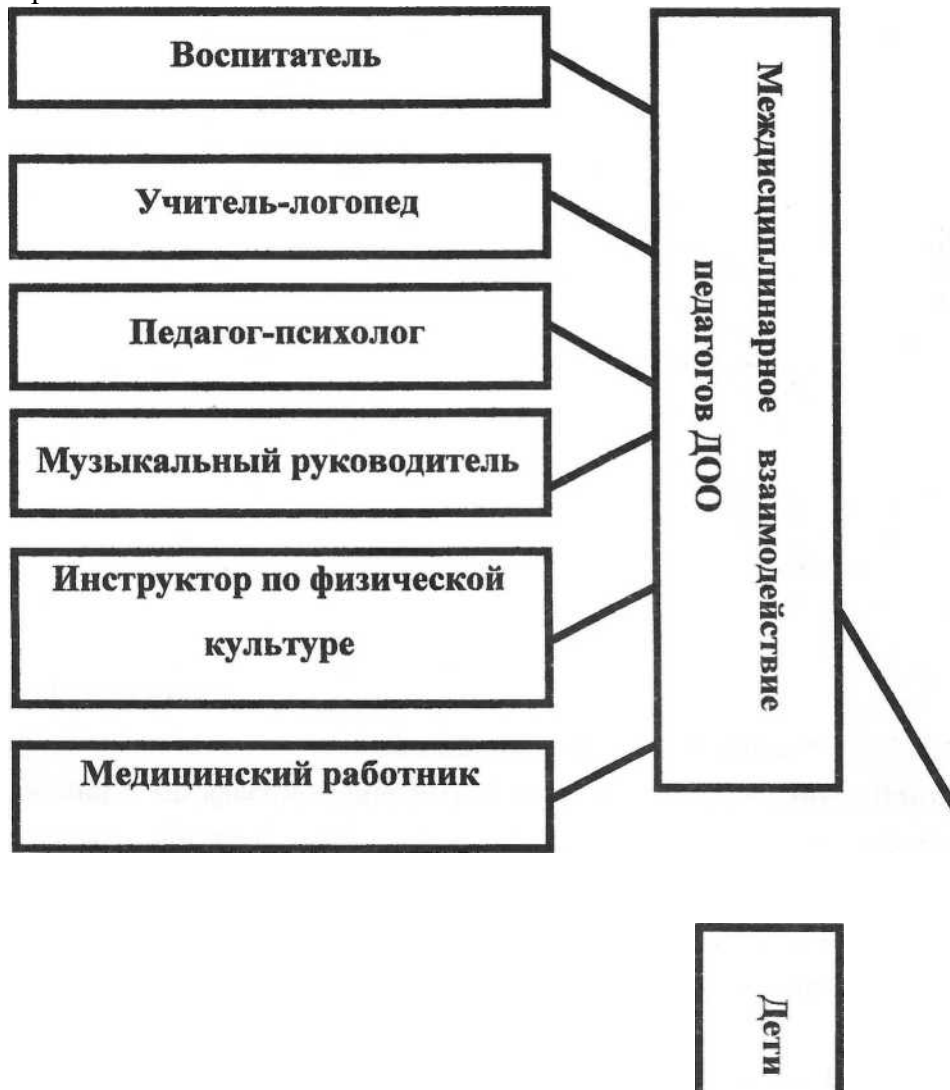 Воспитатель
Учитель-логопед
Педагог-психолог
Музыкальный руководитель
Инструктор по физической
культуре
Медицинский работник
Междисциплинарное взаимодействие
педагогов ДОО
Дети